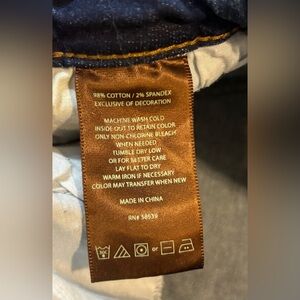 98% COTTON / 2% SPANDEX
EXCLUSIVE OF DECORATION
MACHINE WASH COLD
INSIDE OUT TO RETAIN COLOR
ONLY NON-CHLORINE BLEACH
WHEN NEEDED
TUMBLE DRY LOW
OR FOR BETTER CARE
LAY FLAT TO DRY
WARM IRON IF NECESSARY
COLOR MAY TRANSFER WHEN NEW
MADE IN CHINA
RN# 58639
or